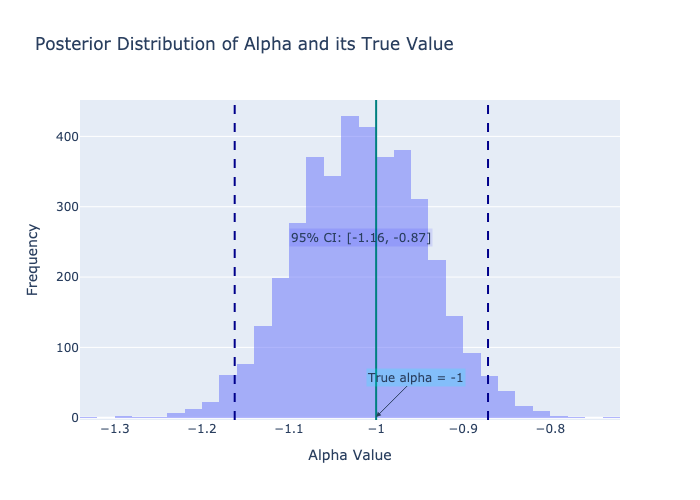 Posterior Distribution of Alpha and its True Value
400
300
200
100
0
Frequency
95% CI: [-1.16, -0.87]
True alpha = -1
−1.3
−1.2
−1.1
−1
−0.9
−0.8
Alpha Value